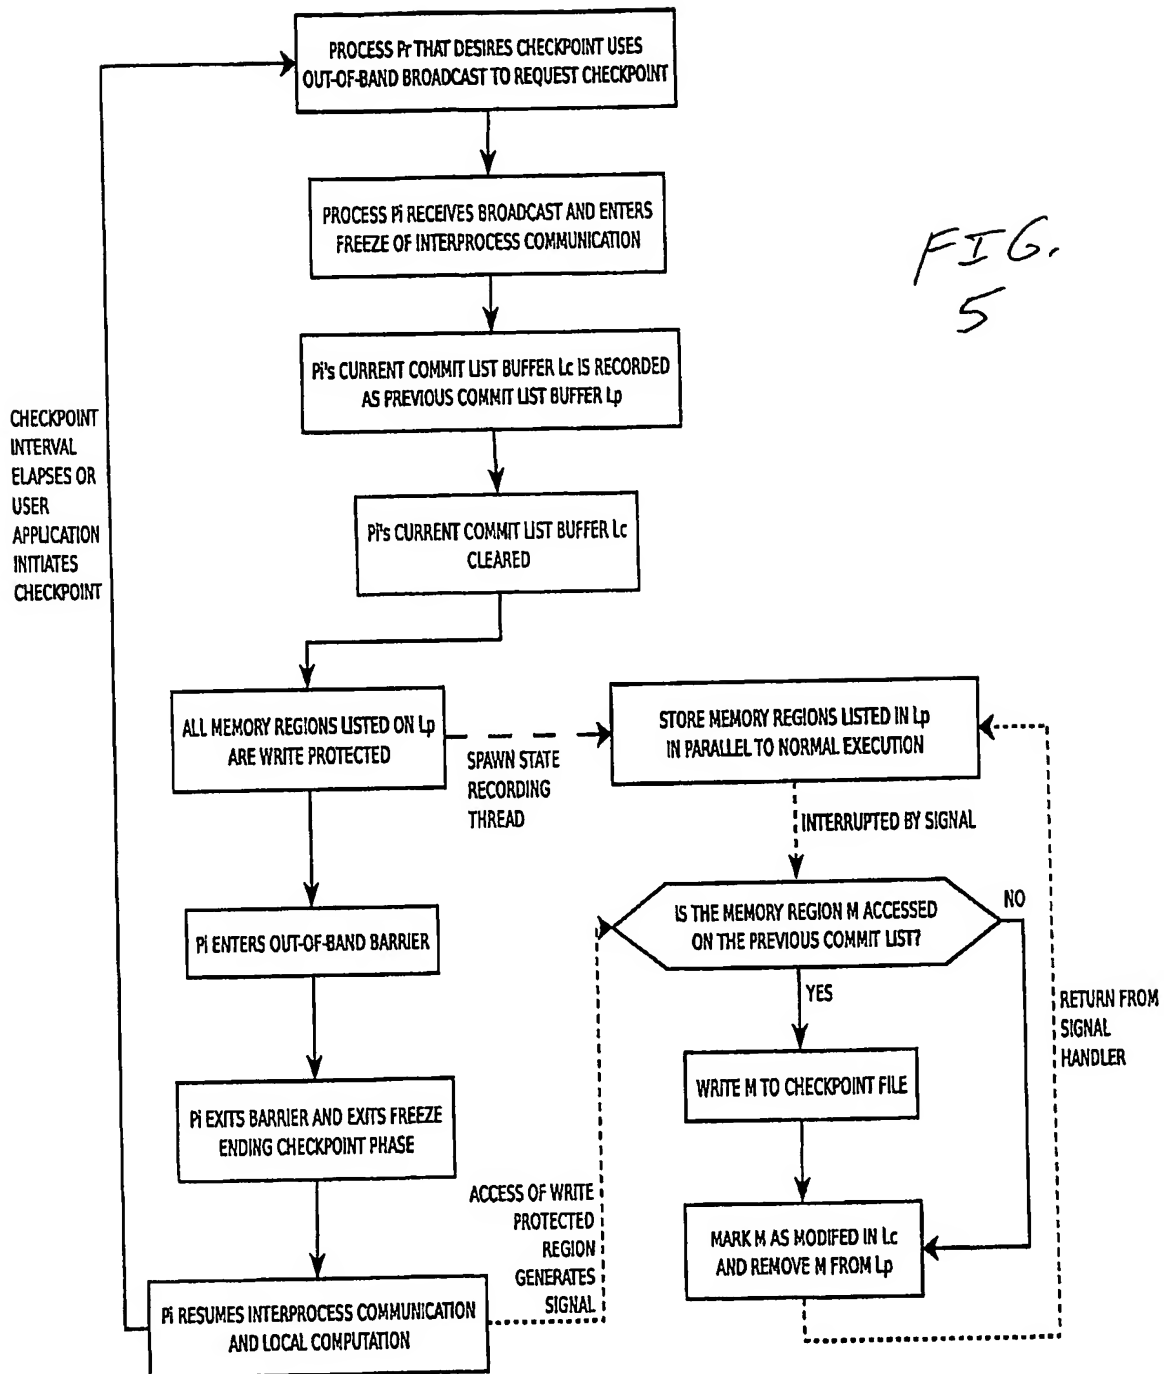 PROCESS Pr THAT DESIRES CHECKPOINT USES
OUT-OF-BAND BROADCAST TO REQUEST CHECKPOINT
PROCESS Pi RECEIVES BROADCAST AND ENTERS
FREEZE OF INTERPROCESS COMMUNICATION
FIG.
5
Pi's CURRENT COMMIT LIST BUFFER Lc IS RECORDED
AS PREVIOUS COMMIT LIST BUFFER Lp
CHECKPOINT
INTERVAL
ELAPSES OR
USER
APPLICATION
INITIATES
CHECKPOINT
Pi's CURRENT COMMIT LIST BUFFER Lc
CLEARED
ALL MEMORY REGIONS LISTED ON Lp
ARE WRITE PROTECTED
SPAWN STATE
RECORDING
THREAD
STORE MEMORY REGIONS LISTED IN Lp
IN PARALLEL TO NORMAL EXECUTION
INTERRUPTED BY SIGNAL
IS THE MEMORY REGION M ACCESSED
ON THE PREVIOUS COMMIT LIST?
NO
YES
Pi ENTERS OUT-OF-BAND BARRIER
RETURN FROM
SIGNAL
HANDLER
WRITE M TO CHECKPOINT FILE
Pi EXITS BARRIER AND EXITS FREEZE
ENDING CHECKPOINT PHASE
ACCESS OF WRITE
PROTECTED
REGION
GENERATES
SIGNAL
MARK M AS MODIFED IN Lc
AND REMOVE M FROM Lp
Pi RESUMES INTERPROCESS COMMUNICATION
AND LOCAL COMPUTATION